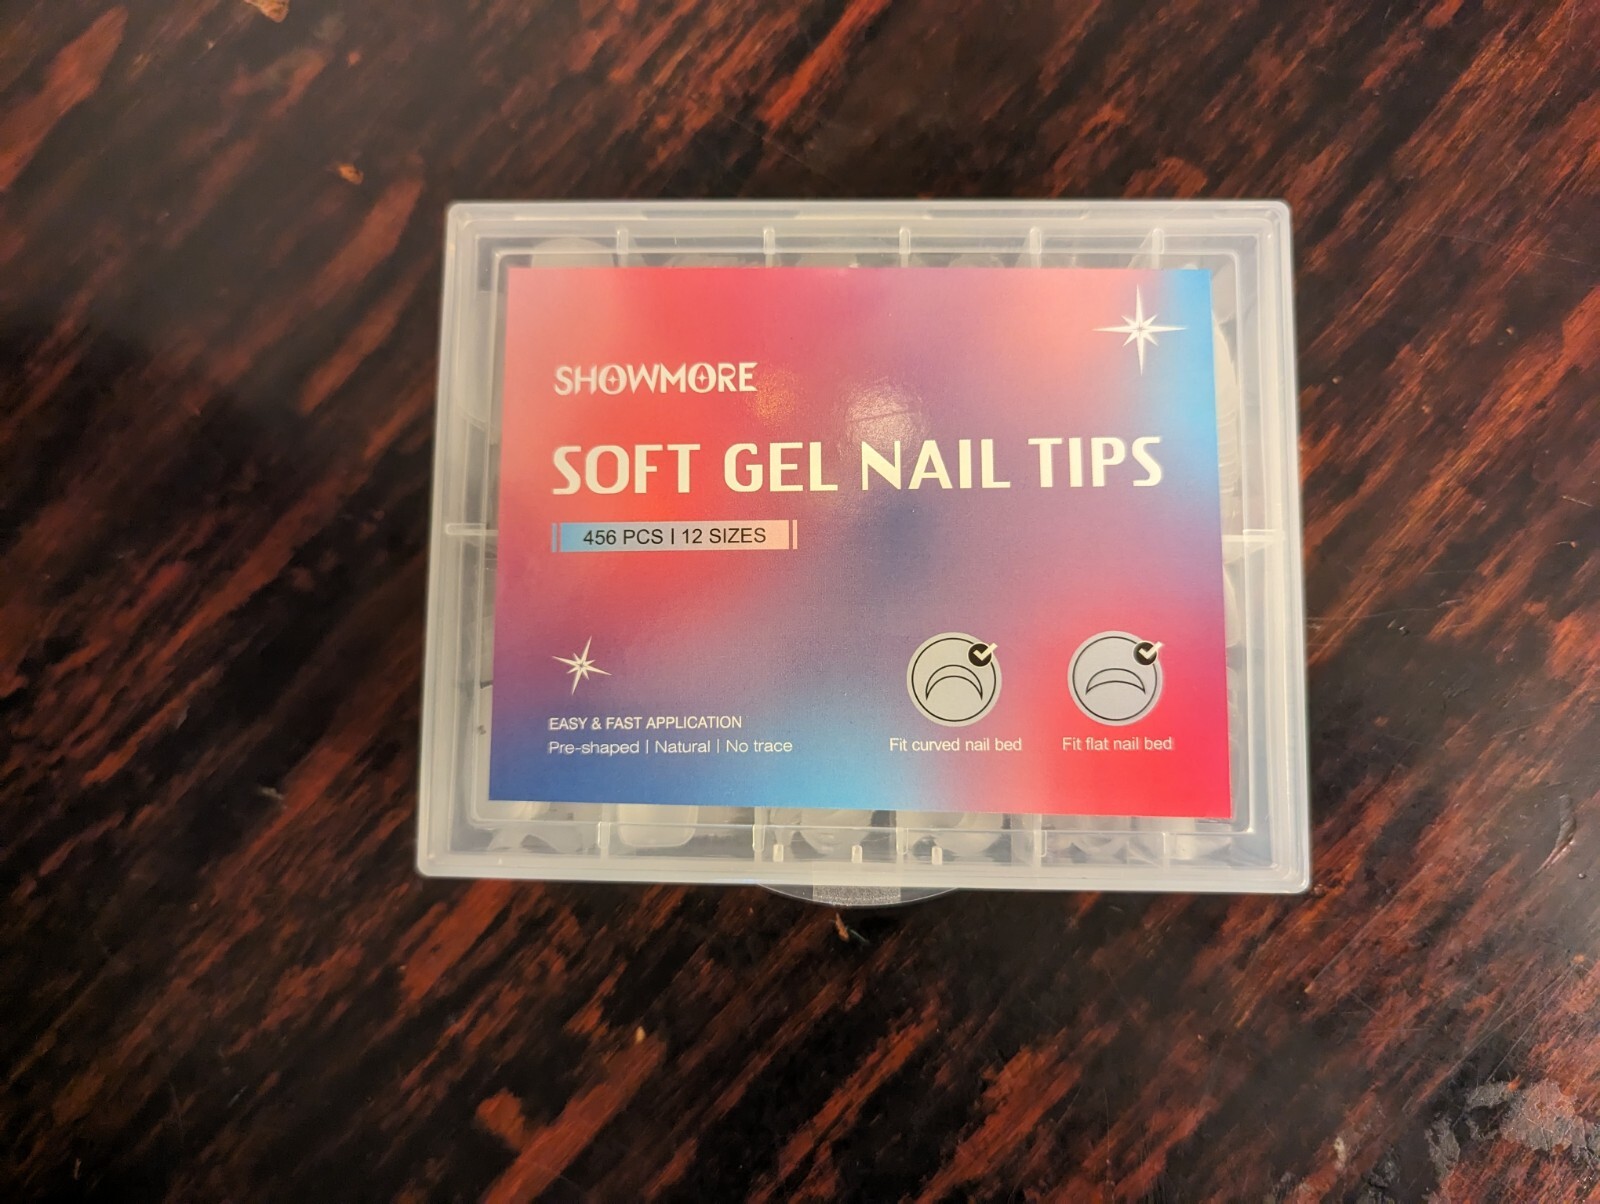 SHOWMORE
SOFT GEL NAIL TIPS
456 PCS | 12 SIZES
EASY & FAST APPLICATION
Pre-shaped | Natural | No trace
Fit curved nail bed
Fit flat nail bed